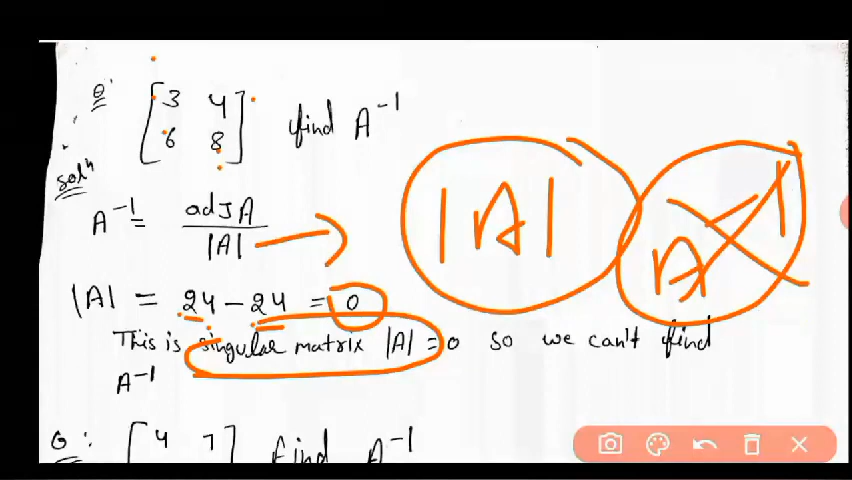 Q: [3 4
6 8] find A⁻¹
Solⁿ
A⁻¹ = adjA
|A|
|A| A⁻¹
|A| = 24 - 24 = 0
This is singular matrix |A| = 0 so we can't find
A⁻¹
Q: [4 7] find A⁻¹